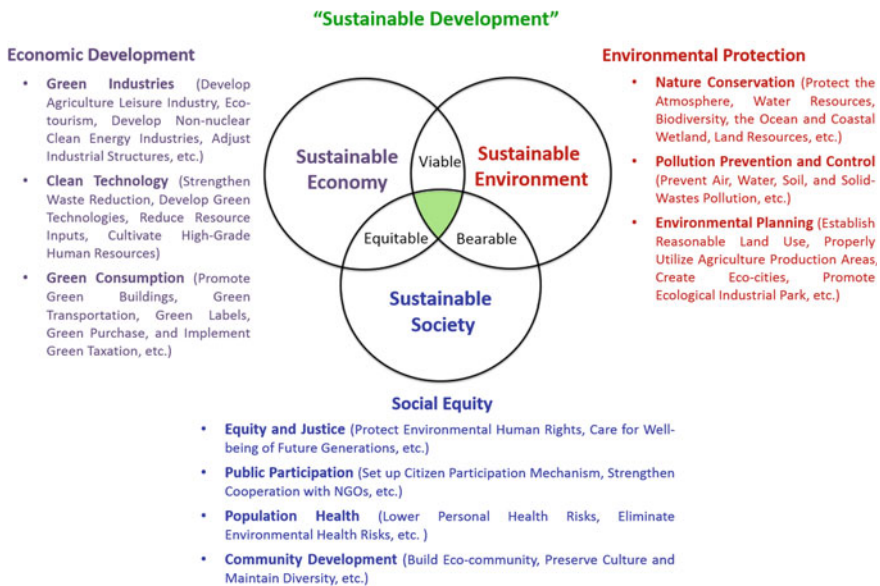 “Sustainable Development”
Economic Development
• Green Industries (Develop
Agriculture Leisure Industry, Eco-
tourism, Develop Non-nuclear
Clean Energy Industries, Adjust
Industrial Structures, etc.)
• Clean Technology (Strengthen
Waste Reduction, Develop Green
Technologies, Reduce Resource
Inputs, Cultivate High-Grade
Human Resources)
• Green Consumption (Promote
Green Buildings, Green
Transportation, Green Labels,
Green Purchase, and Implement
Green Taxation, etc.)
Sustainable
Economy
Viable
Sustainable
Environment
Equitable
Bearable
Sustainable
Society
Environmental Protection
• Nature Conservation (Protect the
Atmosphere, Water Resources,
Biodiversity, the Ocean and Coastal
Wetland, Land Resources, etc.)
• Pollution Prevention and Control
(Prevent Air, Water, Soil, and Solid-
Wastes Pollution, etc.)
• Environmental Planning (Establish
Reasonable Land Use, Properly
Utilize Agriculture Production Areas,
Create Eco-cities, Promote
Ecological Industrial Park, etc.)
Social Equity
• Equity and Justice (Protect Environmental Human Rights, Care for Well-
being of Future Generations, etc.)
• Public Participation (Set up Citizen Participation Mechanism, Strengthen
Cooperation with NGOs, etc.)
• Population Health (Lower Personal Health Risks, Eliminate
Environmental Health Risks, etc. )
• Community Development (Build Eco-community, Preserve Culture and
Maintain Diversity, etc.)